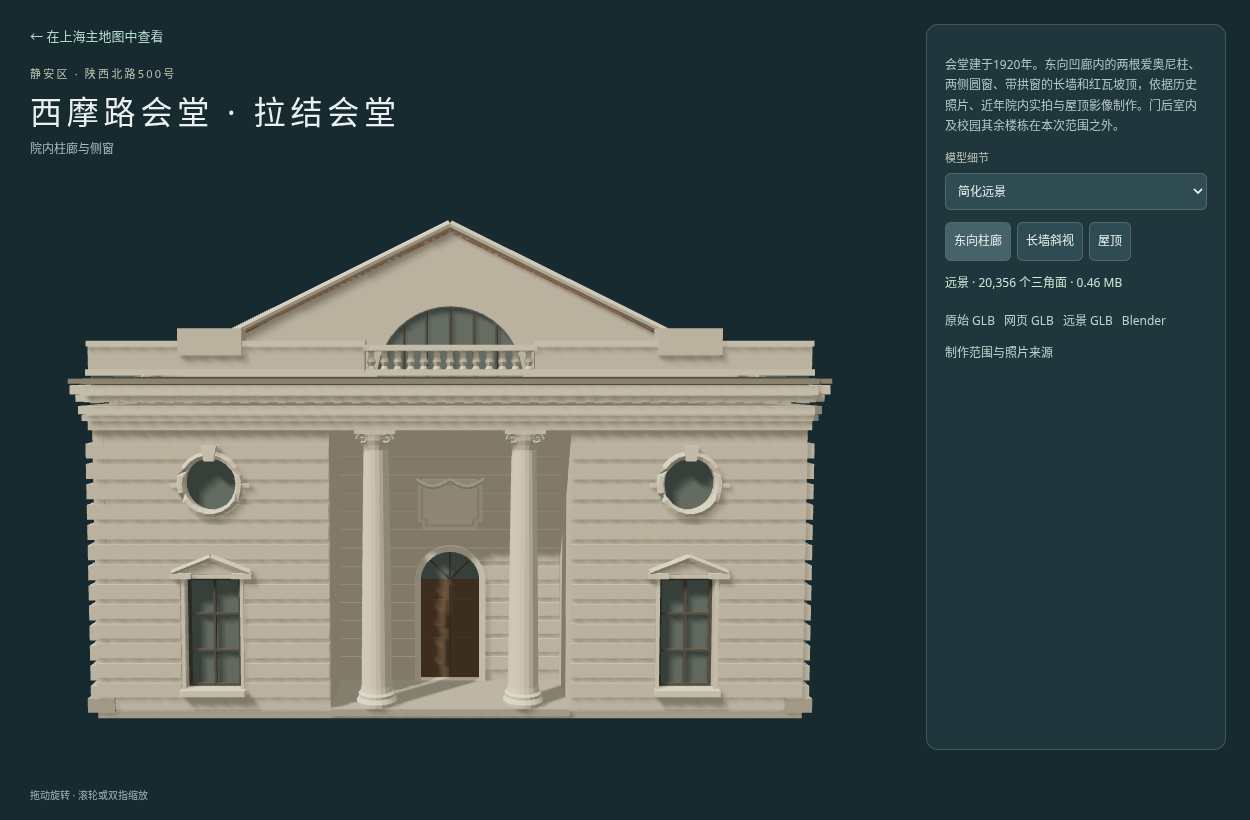 ← 在上海主地图中查看
静安区 · 陕西北路500号
西摩路会堂 · 拉结会堂
院内柱廊与侧窗
会堂建于1920年。东向凹廊内的两根爱奥尼柱、
两侧圆窗、带拱窗的长墙和红瓦坡顶，依据历史
照片、近年院内实拍与屋顶影像制作。门后室内
及校园其余楼栋在本次范围之外。
模型细节
简化远景
东向柱廊 长墙斜视 屋顶
远景 · 20,356 个三角面 · 0.46 MB
原始 GLB 网页 GLB 远景 GLB Blender
制作范围与照片来源
拖动旋转 · 滚轮或双指缩放